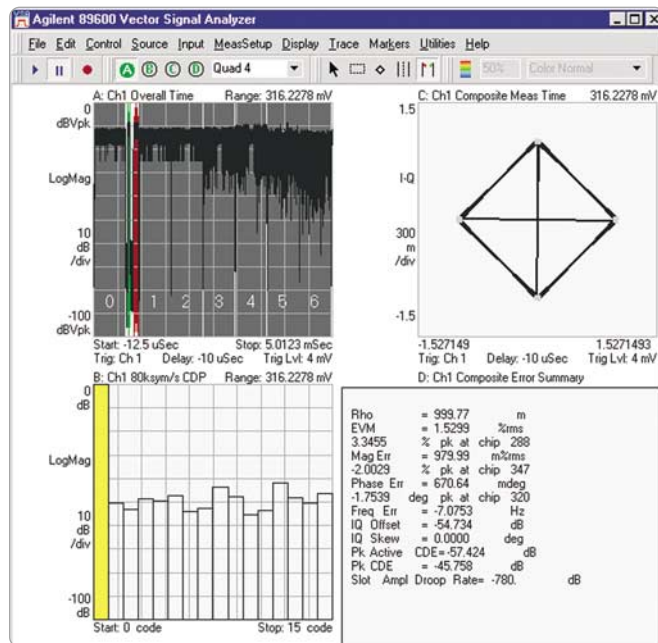 Agilent 89600 Vector Signal Analyzer
File Edit Control Source Input MeasSetup Display Trace Markers Utilities Help
A B C D Quad 4 50% Color Normal
A: Ch1 Overall Time Range: 316.2278 mV
0
dBVpk
LogMag
10
dB
/div
-100
dBVpk
0 1 2 3 4 5 6
Start: -12.5 uSec Stop: 5.0123 mSec
Trig: Ch 1 Delay: -10 uSec Trig Lvl: 4 mV
C: Ch1 Composite Meas Time 316.2278 mV
1.5
I-Q
300
m
/div
-1.5
-1.527149 1.5271493
Trig: Ch 1 Delay: -10 uSec Trig Lvl: 4 mV
B: Ch1 80ksym/s CDP Range: 316.2278 mV
0
dB
LogMag
10
dB
/div
-100
dB
Start: 0 code Stop: 15 code
D: Ch1 Composite Error Summary
Rho = 999.77 m
EVM = 1.5299 %rms
3.3455 % pk at chip 288
Mag Err = 979.99 m%rms
-2.0029 % pk at chip 347
Phase Err = 670.64 mdeg
-1.7539 deg pk at chip 320
Freq Err = -7.0753 Hz
IQ Offset = -54.734 dB
IQ Skew = 0.0000 deg
Pk Active CDE=-57.424 dB
Pk CDE = -45.758 dB
Slot Ampl Droop Rate= -780. dB